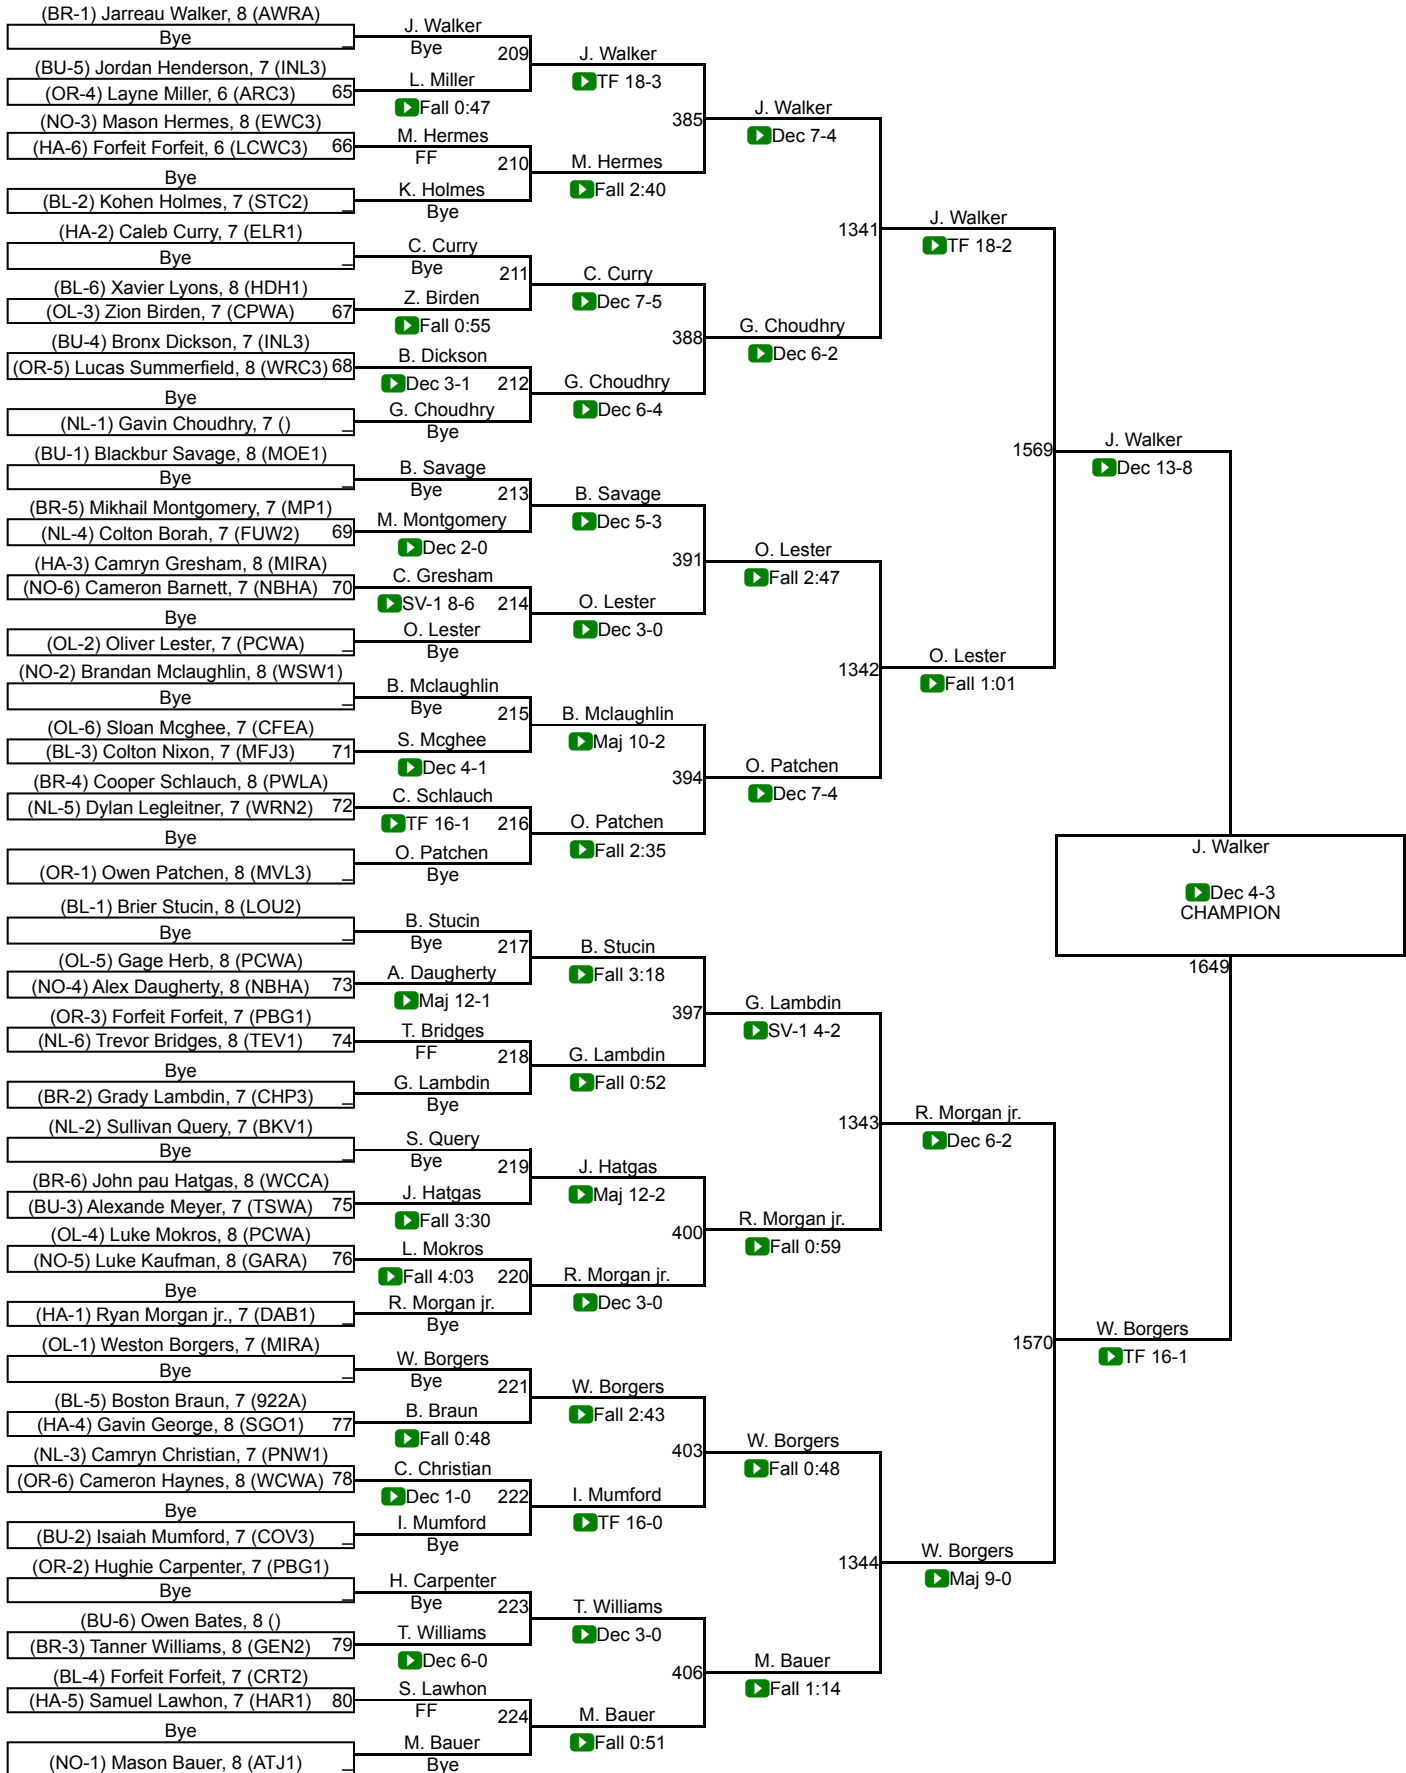 (BR-1) Jarreau Walker, 8 (AWRA)
Bye
_
(BU-5) Jordan Henderson, 7 (INL3)
(OR-4) Layne Miller, 6 (ARC3)
65
(NO-3) Mason Hermes, 8 (EWC3)
(HA-6) Forfeit Forfeit, 6 (LCWC3)
66
Bye
(BL-2) Kohen Holmes, 7 (STC2)
_
(HA-2) Caleb Curry, 7 (ELR1)
Bye
_
(BL-6) Xavier Lyons, 8 (HDH1)
(OL-3) Zion Birden, 7 (CPWA)
67
(BU-4) Bronx Dickson, 7 (INL3)
(OR-5) Lucas Summerfield, 8 (WRC3)
68
Bye
(NL-1) Gavin Choudhry, 7 ()
_
(BU-1) Blackbur Savage, 8 (MOE1)
Bye
_
(BR-5) Mikhail Montgomery, 7 (MP1)
(NL-4) Colton Borah, 7 (FUW2)
69
(HA-3) Camryn Gresham, 8 (MIRA)
(NO-6) Cameron Barnett, 7 (NBHA)
70
Bye
(OL-2) Oliver Lester, 7 (PCWA)
_
(NO-2) Brandan Mclaughlin, 8 (WSW1)
Bye
_
(OL-6) Sloan Mcghee, 7 (CFEA)
(BL-3) Colton Nixon, 7 (MFJ3)
71
(BR-4) Cooper Schlauch, 8 (PWLA)
(NL-5) Dylan Legleitner, 7 (WRN2)
72
Bye
(OR-1) Owen Patchen, 8 (MVL3)
_
(BL-1) Brier Stucin, 8 (LOU2)
Bye
_
(OL-5) Gage Herb, 8 (PCWA)
(NO-4) Alex Daugherty, 8 (NBHA)
73
(OR-3) Forfeit Forfeit, 7 (PBG1)
(NL-6) Trevor Bridges, 8 (TEV1)
74
Bye
(BR-2) Grady Lambdin, 7 (CHP3)
_
(NL-2) Sullivan Query, 7 (BKV1)
Bye
_
(BR-6) John pau Hatgas, 8 (WCCA)
(BU-3) Alexande Meyer, 7 (TSWA)
75
(OL-4) Luke Mokros, 8 (PCWA)
(NO-5) Luke Kaufman, 8 (GARA)
76
Bye
(HA-1) Ryan Morgan jr., 7 (DAB1)
_
(OL-1) Weston Borgers, 7 (MIRA)
Bye
_
(BL-5) Boston Braun, 7 (922A)
(HA-4) Gavin George, 8 (SGO1)
77
(NL-3) Camryn Christian, 7 (PNW1)
(OR-6) Cameron Haynes, 8 (WCWA)
78
Bye
(BU-2) Isaiah Mumford, 7 (COV3)
_
(OR-2) Hughie Carpenter, 7 (PBG1)
Bye
_
(BU-6) Owen Bates, 8 ()
(BR-3) Tanner Williams, 8 (GEN2)
79
(BL-4) Forfeit Forfeit, 7 (CRT2)
(HA-5) Samuel Lawhon, 7 (HAR1)
80
Bye
(NO-1) Mason Bauer, 8 (ATJ1)
_
J. Walker
Bye
209
L. Miller
Fall 0:47
M. Hermes
FF
210
K. Holmes
Bye
C. Curry
Bye
211
Z. Birden
Fall 0:55
B. Dickson
Dec 3-1
212
G. Choudhry
Bye
B. Savage
Bye
213
M. Montgomery
Dec 2-0
C. Gresham
SV-1 8-6
214
O. Lester
Bye
B. Mclaughlin
Bye
215
S. Mcghee
Dec 4-1
C. Schlauch
TF 16-1
216
O. Patchen
Bye
B. Stucin
Bye
217
A. Daugherty
Maj 12-1
T. Bridges
FF
218
G. Lambdin
Bye
S. Query
Bye
219
J. Hatgas
Fall 3:30
L. Mokros
Fall 4:03
220
R. Morgan jr.
Bye
W. Borgers
Bye
221
B. Braun
Fall 0:48
C. Christian
Dec 1-0
222
I. Mumford
Bye
H. Carpenter
Bye
223
T. Williams
Dec 6-0
S. Lawhon
FF
224
M. Bauer
Bye
J. Walker
TF 18-3
385
M. Hermes
Fall 2:40
C. Curry
Dec 7-5
388
G. Choudhry
Dec 6-4
B. Savage
Dec 5-3
391
O. Lester
Dec 3-0
B. Mclaughlin
Maj 10-2
394
O. Patchen
Fall 2:35
B. Stucin
Fall 3:18
397
G. Lambdin
Fall 0:52
J. Hatgas
Maj 12-2
400
R. Morgan jr.
Dec 3-0
W. Borgers
Fall 2:43
403
I. Mumford
TF 16-0
T. Williams
Dec 3-0
406
M. Bauer
Fall 0:51
J. Walker
Dec 7-4
1341
G. Choudhry
Dec 6-2
O. Lester
Fall 2:47
1342
O. Patchen
Dec 7-4
G. Lambdin
SV-1 4-2
1343
R. Morgan jr.
Fall 0:59
W. Borgers
Fall 0:48
1344
M. Bauer
Fall 1:14
J. Walker
TF 18-2
1569
O. Lester
Fall 1:01
R. Morgan jr.
Dec 6-2
1570
W. Borgers
Maj 9-0
J. Walker
Dec 13-8
W. Borgers
TF 16-1
J. Walker
Dec 4-3
CHAMPION
1649